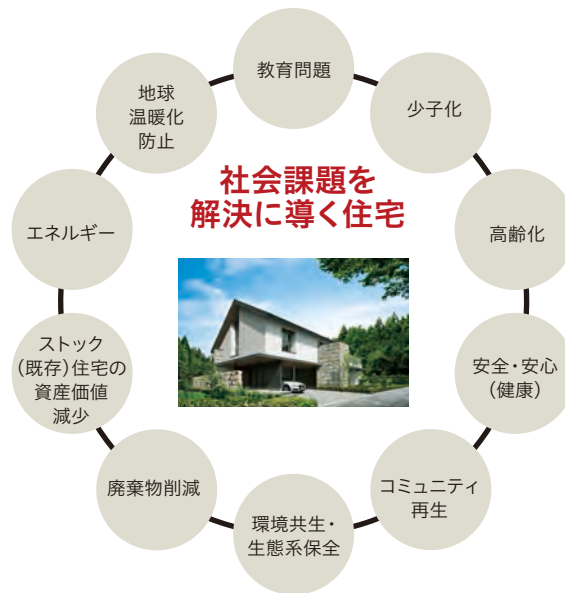 教育問題
少子化
高齢化
安全・安心
(健康)
コミュニティ
再生
環境共生・
生態系保全
廃棄物削減
ストック
(既存)住宅の
資産価値
減少
エネルギー
地球
温暖化
防止
社会課題を
解決に導く住宅